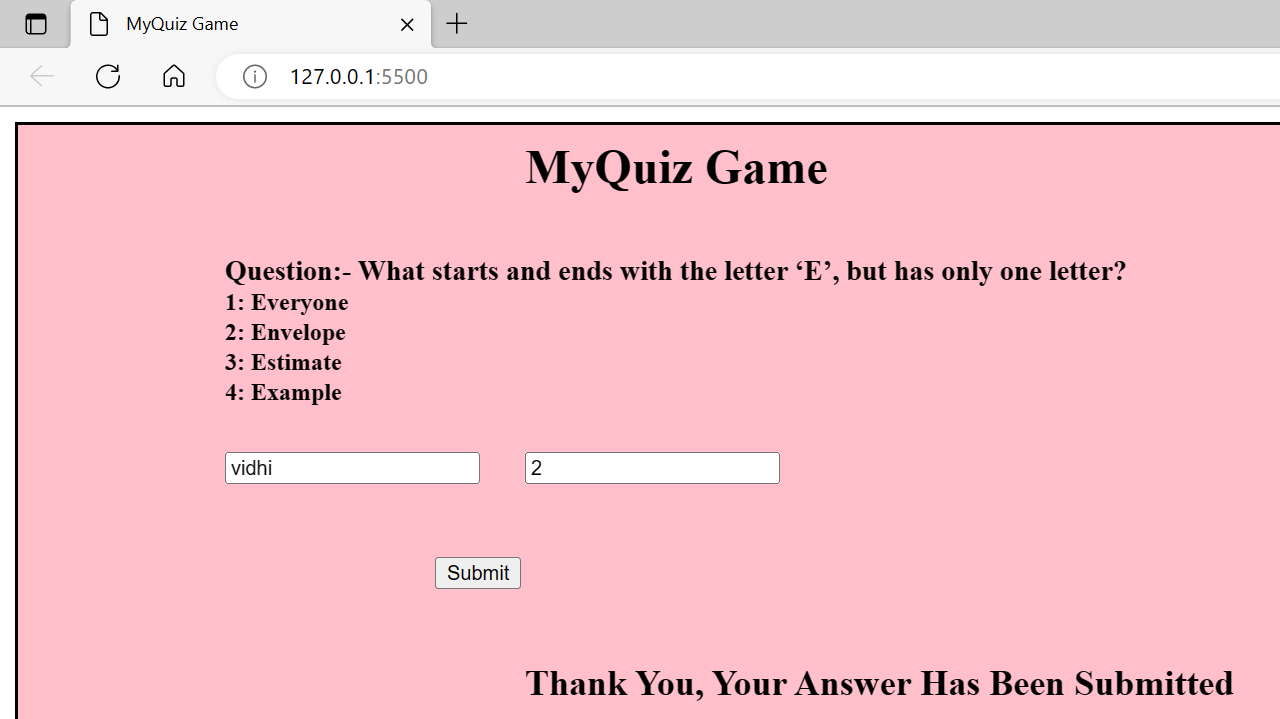 MyQuiz Game
127.0.0.1:5500
MyQuiz Game
Question:- What starts and ends with the letter ‘E’, but has only one letter?
1: Everyone
2: Envelope
3: Estimate
4: Example
vidhi 2
Submit
Thank You, Your Answer Has Been Submitted